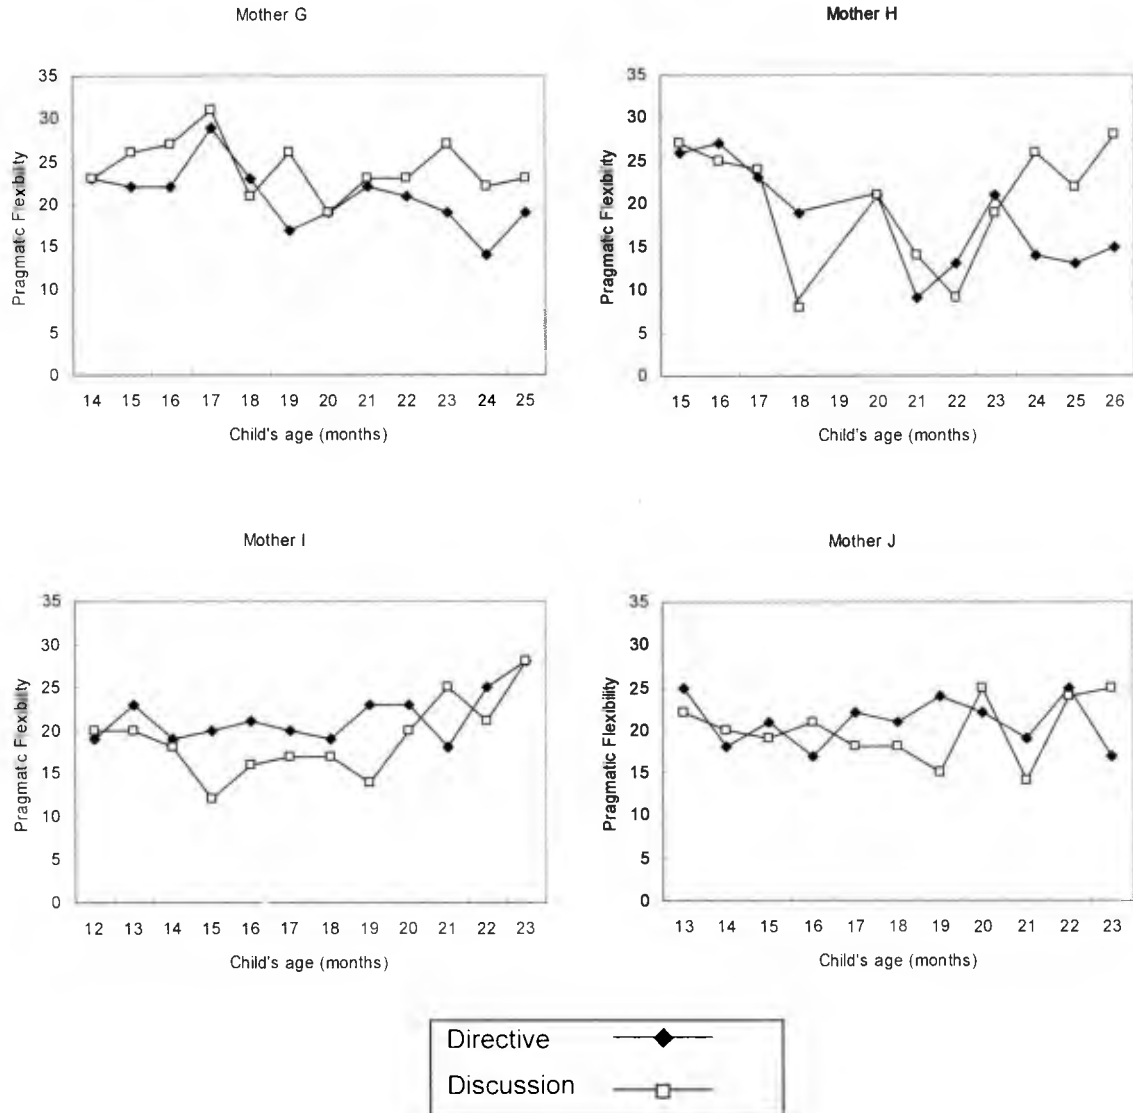 Mother G
35
30
25
20
15
10
5
0
Pragmatic Flexibility
14 15 16 17 18 19 20 21 22 23 24 25
Child's age (months)
Mother H
35
30
25
20
15
10
5
0
Pragmatic Flexibility
15 16 17 18 19 20 21 22 23 24 25 26
Child's age (months)
Mother I
35
30
25
20
15
10
5
0
Pragmatic Flexibility
12 13 14 15 16 17 18 19 20 21 22 23
Child's age (months)
Mother J
35
30
25
20
15
10
5
0
Pragmatic Flexibility
13 14 15 16 17 18 19 20 21 22 23
Child's age (months)
Directive
Discussion